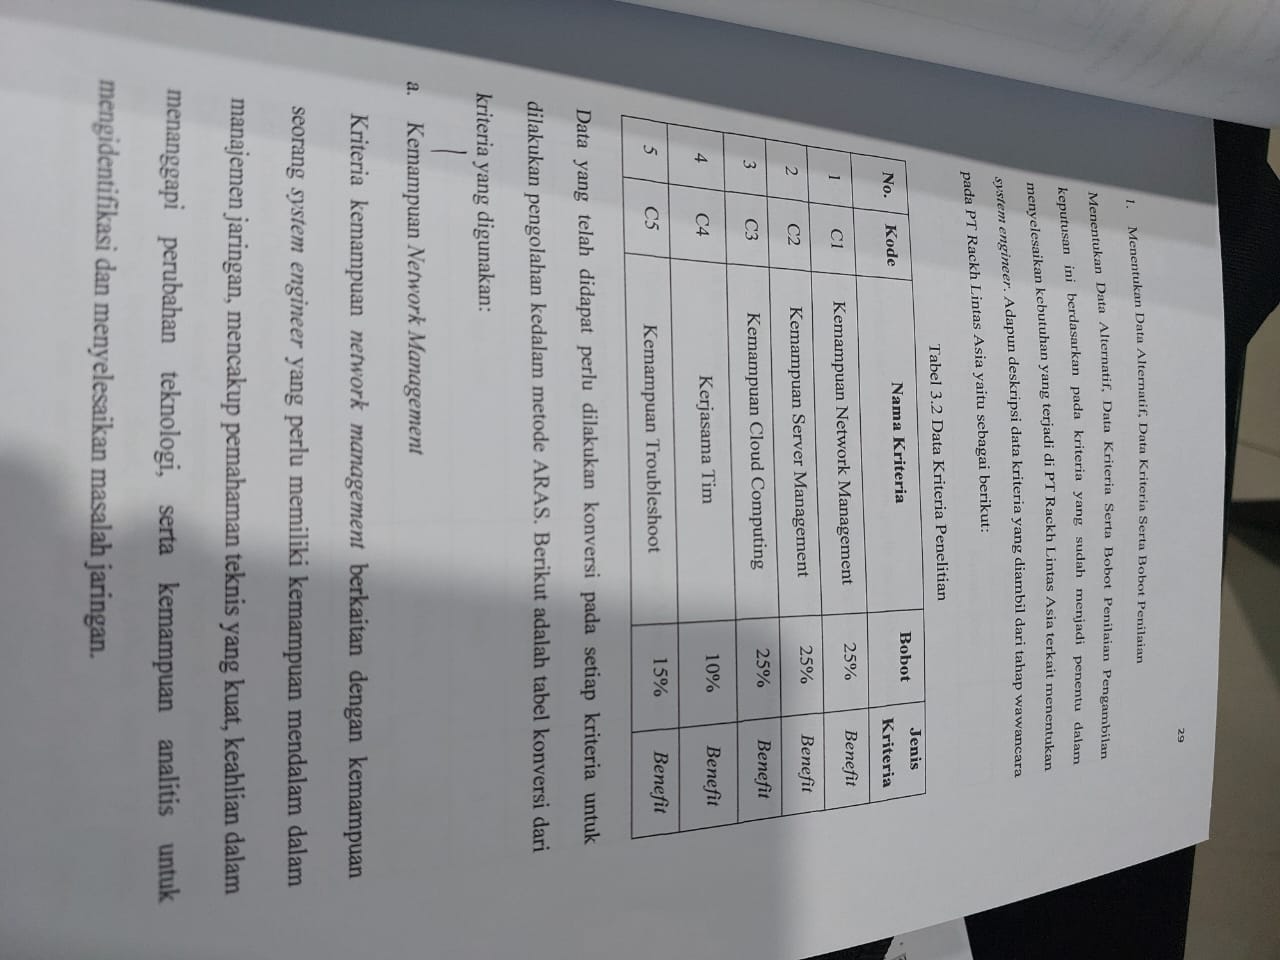 29
1. Menentukan Data Alternatif, Data Kriteria Serta Bobot Penilaian
Menentukan Data Alternatif, Data Kriteria Serta Bobot Penilaian Pengambilan
keputusan ini berdasarkan pada kriteria yang sudah menjadi penentu dalam
menyelesaikan kebutuhan yang terjadi di PT Rackh Lintas Asia terkait menentukan
system engineer. Adapun deskripsi data kriteria yang diambil dari tahap wawancara
pada PT Rackh Lintas Asia yaitu sebagai berikut:
Tabel 3.2 Data Kriteria Penelitian
No. Kode Nama Kriteria Bobot Jenis Kriteria
1 C1 Kemampuan Network Management 25% Benefit
2 C2 Kemampuan Server Management 25% Benefit
3 C3 Kemampuan Cloud Computing 25% Benefit
4 C4 Kerjasama Tim 10% Benefit
5 C5 Kemampuan Troubleshoot 15% Benefit
Data yang telah didapat perlu dilakukan konversi pada setiap kriteria untuk
dilakukan pengolahan kedalam metode ARAS. Berikut adalah tabel konversi dari
kriteria yang digunakan:
a. Kemampuan Network Management
Kriteria kemampuan network management berkaitan dengan kemampuan
seorang system engineer yang perlu memiliki kemampuan mendalam dalam
manajemen jaringan, mencakup pemahaman teknis yang kuat, keahlian dalam
menanggapi perubahan teknologi, serta kemampuan analitis untuk
mengidentifikasi dan menyelesaikan masalah jaringan.